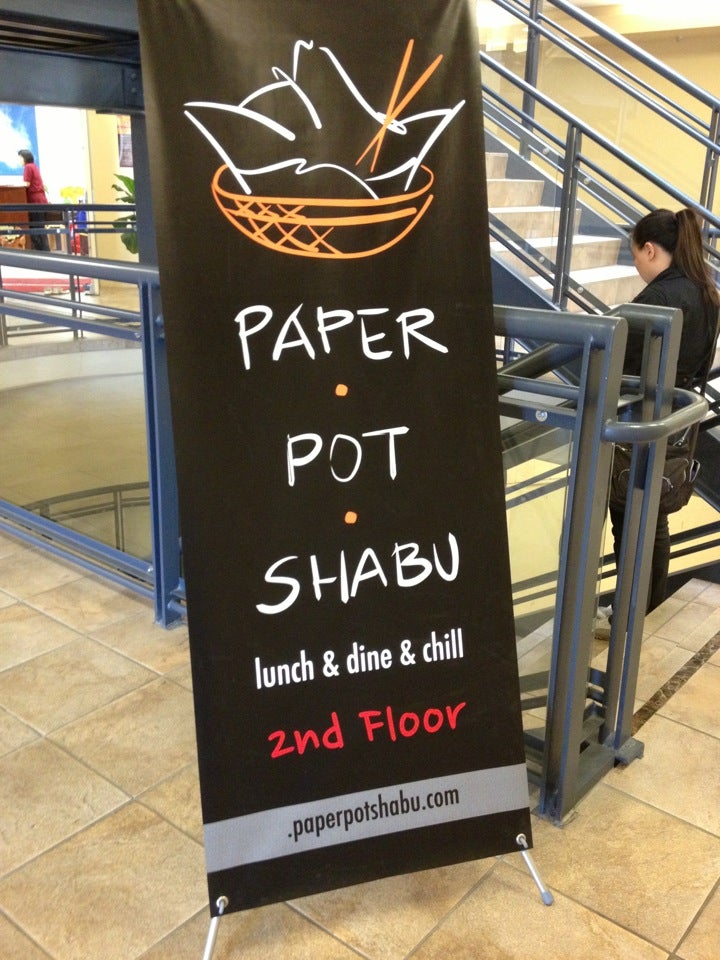 PAPER
POT
SHABU
lunch & dine & chill
2nd Floor
.paperpotshabu.com